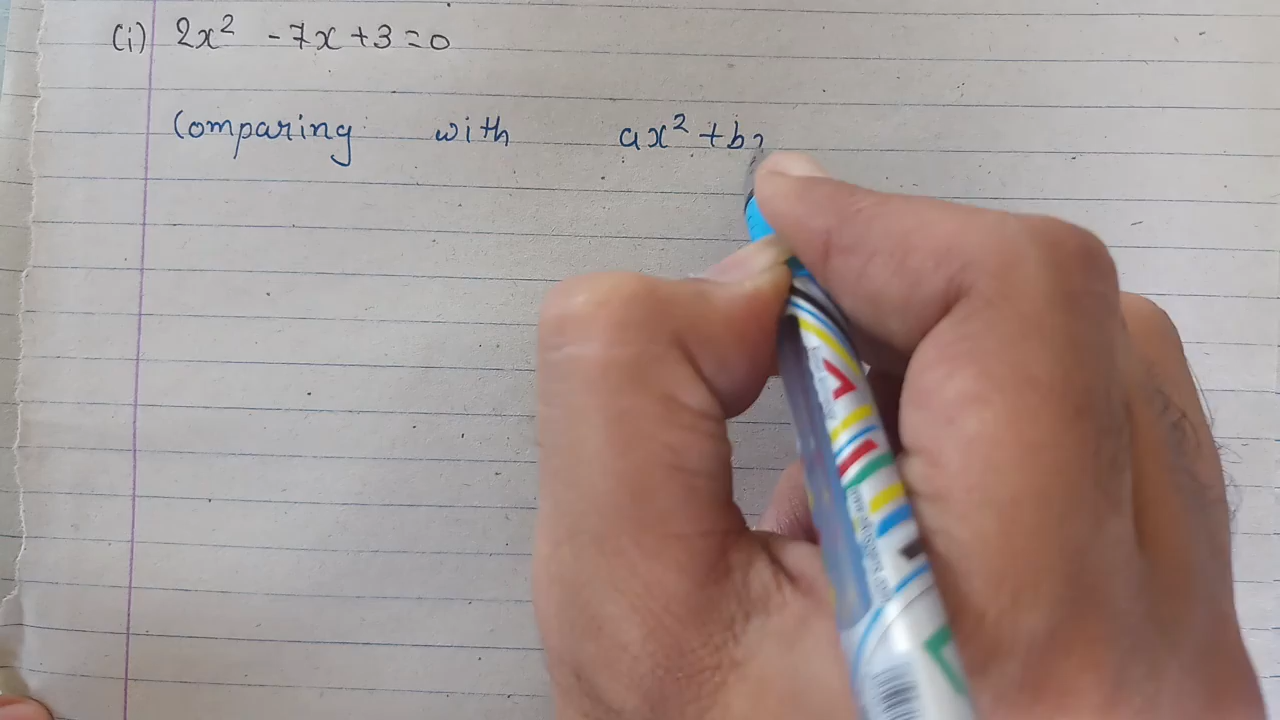 (i) 2x² - 7x + 3 = 0
Comparing with ax² + b